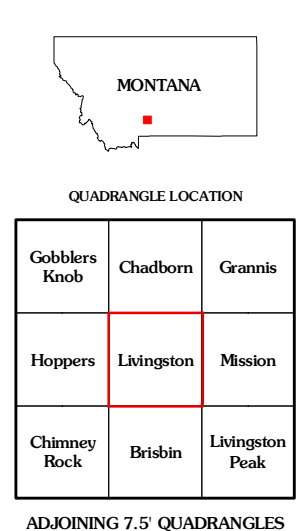 MONTANA
QUADRANGLE LOCATION
Gobblers
Knob
Chadborn
Grannis
Hoppers
Livingston
Mission
Chimney
Rock
Brisbin
Livingston
Peak
ADJOINING 7.5' QUADRANGLES